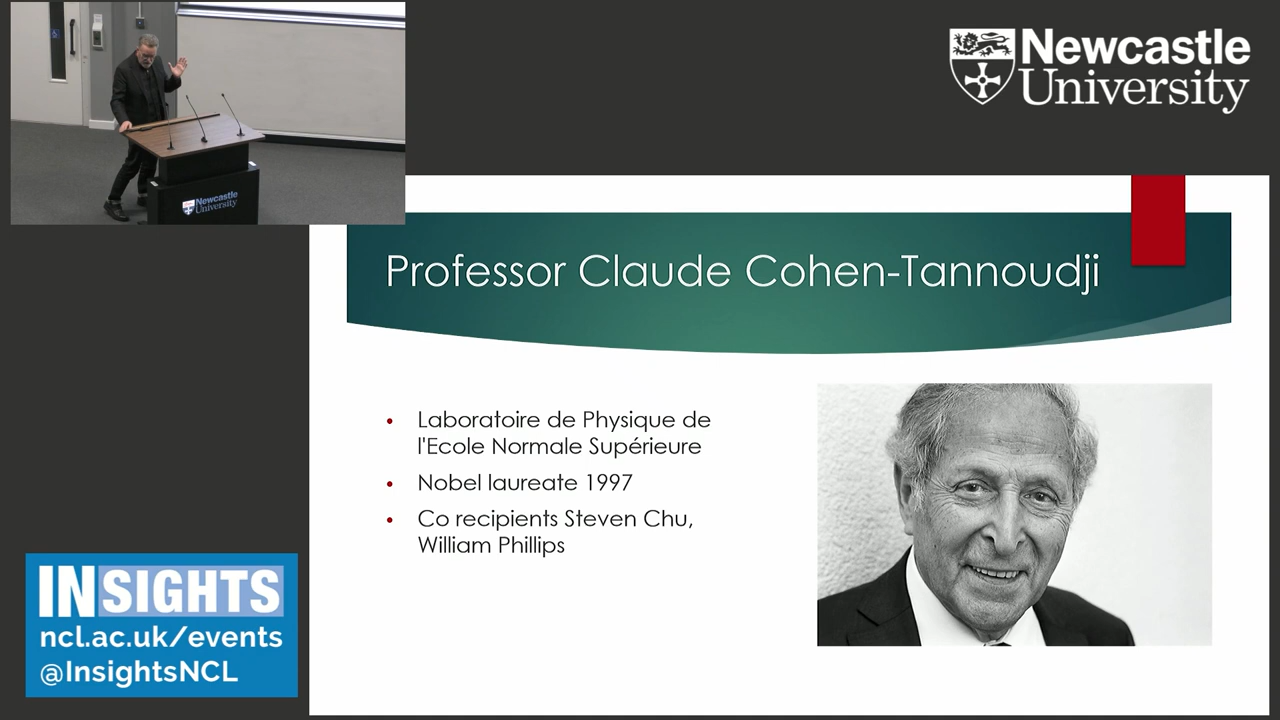 Newcastle
University
Newcastle
University
Professor Claude Cohen-Tannoudji
• Laboratoire de Physique de
l'Ecole Normale Supérieure
• Nobel laureate 1997
• Co recipients Steven Chu,
William Phillips
INSIGHTS
ncl.ac.uk/events
@InsightsNCL